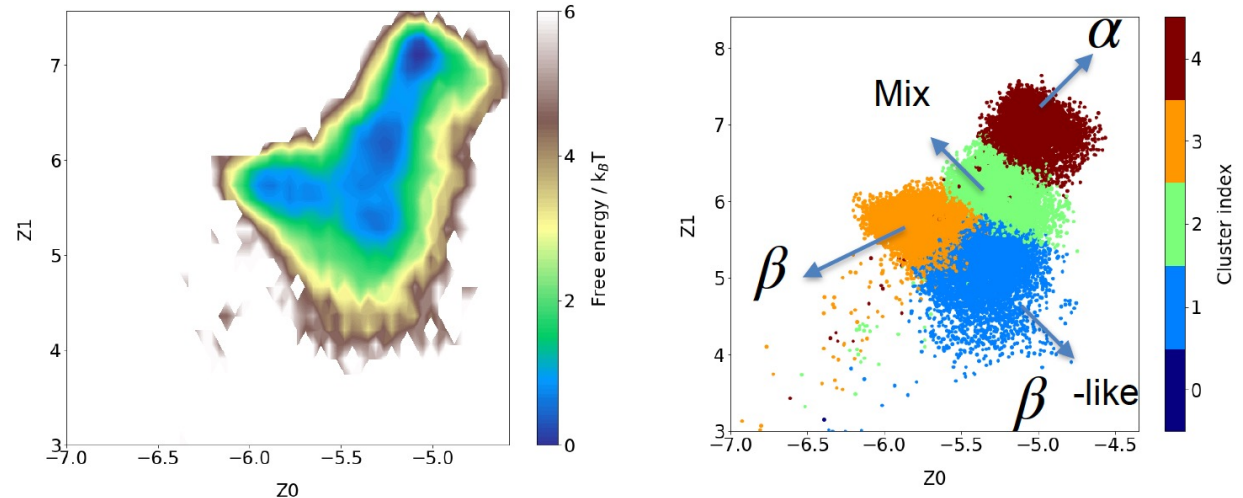 7
6
5
4
3
Z1
−7.0 −6.5 −6.0 −5.5 −5.0
Z0
6
4
2
0
Free energy / k_BT
8
7
6
5
4
3
Z1
−7.0 −6.5 −6.0 −5.5 −5.0 −4.5
Z0
α
Mix
β
β -like
4
3
2
1
0
Cluster index